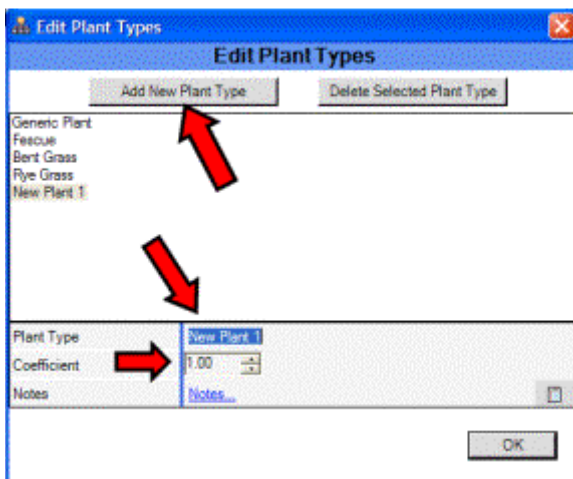 Edit Plant Types
Edit Plant Types
Add New Plant Type Delete Selected Plant Type
Generic Plant
Fescue
Bent Grass
Rye Grass
New Plant 1
Plant Type New Plant 1
Coefficient 1.00
Notes Notes...
OK